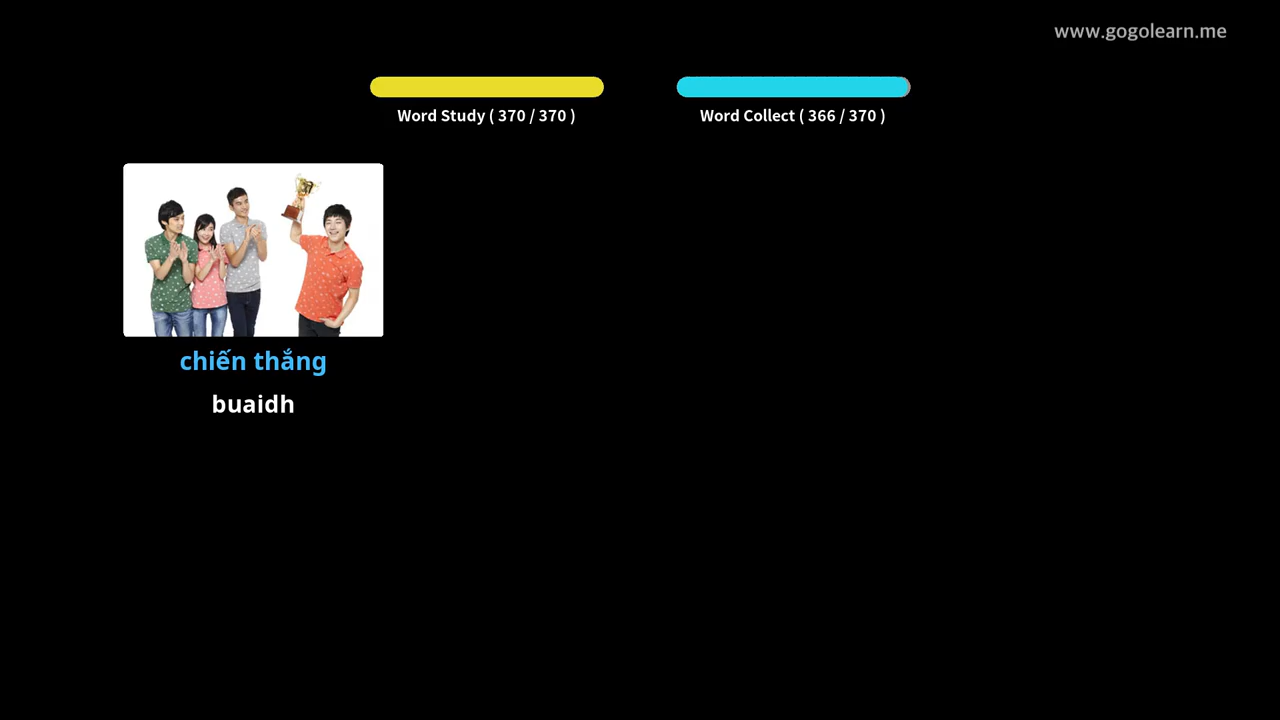 www.gogolearn.me
Word Study ( 370 / 370 )
Word Collect ( 366 / 370 )
chiến thắng
buaidh